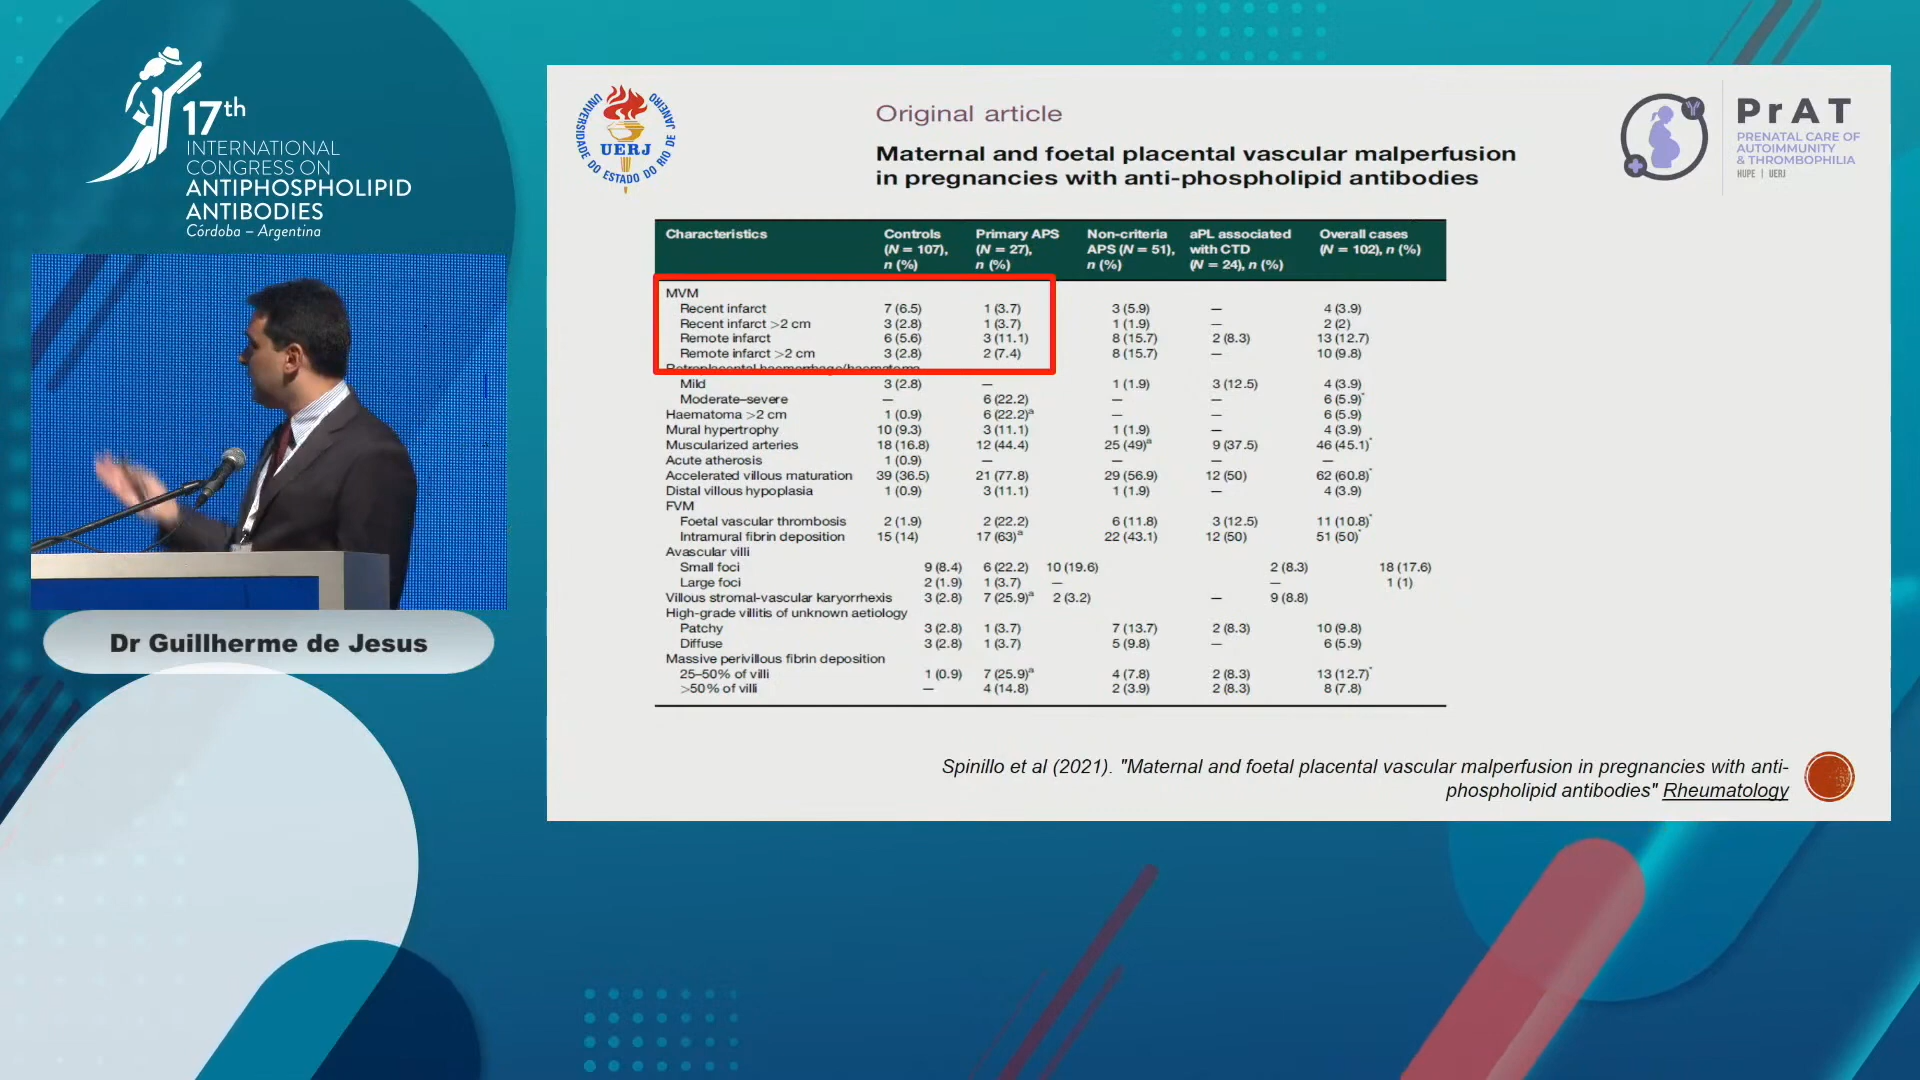 17th
INTERNATIONAL
CONGRESS ON
ANTIPHOSPHOLIPID
ANTIBODIES
Córdoba – Argentina
Dr Guillherme de Jesus
UNIVERSIDADE DO ESTADO DO RIO DE JANEIRO
UERJ
Original article
Maternal and foetal placental vascular malperfusion
in pregnancies with anti-phospholipid antibodies
PrAT
PRENATAL CARE OF
AUTOIMMUNITY
& THROMBOPHILIA
HUPE | UERJ
Characteristics Controls (N = 107), n (%) Primary APS (N = 27), n (%) Non-criteria APS (N = 51), n (%) aPL associated with CTD (N = 24), n (%) Overall cases (N = 102), n (%)
MVM
Recent infarct 7 (6.5) 1 (3.7) 3 (5.9) — 4 (3.9)
Recent infarct >2 cm 3 (2.8) 1 (3.7) 1 (1.9) — 2 (2)
Remote infarct 6 (5.6) 3 (11.1) 8 (15.7) 2 (8.3) 13 (12.7)
Remote infarct >2 cm 3 (2.8) 2 (7.4) 8 (15.7) — 10 (9.8)
Retroplacental haemorrhage/haematoma
Mild 3 (2.8) — 1 (1.9) 3 (12.5) 4 (3.9)
Moderate–severe — 6 (22.2) — — 6 (5.9)*
Haematoma >2 cm 1 (0.9) 6 (22.2)a — — 6 (5.9)
Mural hypertrophy 10 (9.3) 3 (11.1) 1 (1.9) — 4 (3.9)
Muscularized arteries 18 (16.8) 12 (44.4) 25 (49)a 9 (37.5) 46 (45.1)*
Acute atherosis 1 (0.9) — — — —
Accelerated villous maturation 39 (36.5) 21 (77.8) 29 (56.9) 12 (50) 62 (60.8)*
Distal villous hypoplasia 1 (0.9) 3 (11.1) 1 (1.9) — 4 (3.9)
FVM
Foetal vascular thrombosis 2 (1.9) 2 (22.2) 6 (11.8) 3 (12.5) 11 (10.8)*
Intramural fibrin deposition 15 (14) 17 (63)a 22 (43.1) 12 (50) 51 (50)*
Avascular villi
Small foci 9 (8.4) 6 (22.2) 10 (19.6) 2 (8.3) 18 (17.6)
Large foci 2 (1.9) 1 (3.7) — — 1 (1)
Villous stromal-vascular karyorrhexis 3 (2.8) 7 (25.9)a 2 (3.2) — 9 (8.8)
High-grade villitis of unknown aetiology
Patchy 3 (2.8) 1 (3.7) 7 (13.7) 2 (8.3) 10 (9.8)
Diffuse 3 (2.8) 1 (3.7) 5 (9.8) — 6 (5.9)
Massive perivillous fibrin deposition
25–50% of villi 1 (0.9) 7 (25.9)a 4 (7.8) 2 (8.3) 13 (12.7)*
>50% of villi — 4 (14.8) 2 (3.9) 2 (8.3) 8 (7.8)
Spinillo et al (2021). "Maternal and foetal placental vascular malperfusion in pregnancies with anti-
phospholipid antibodies" Rheumatology